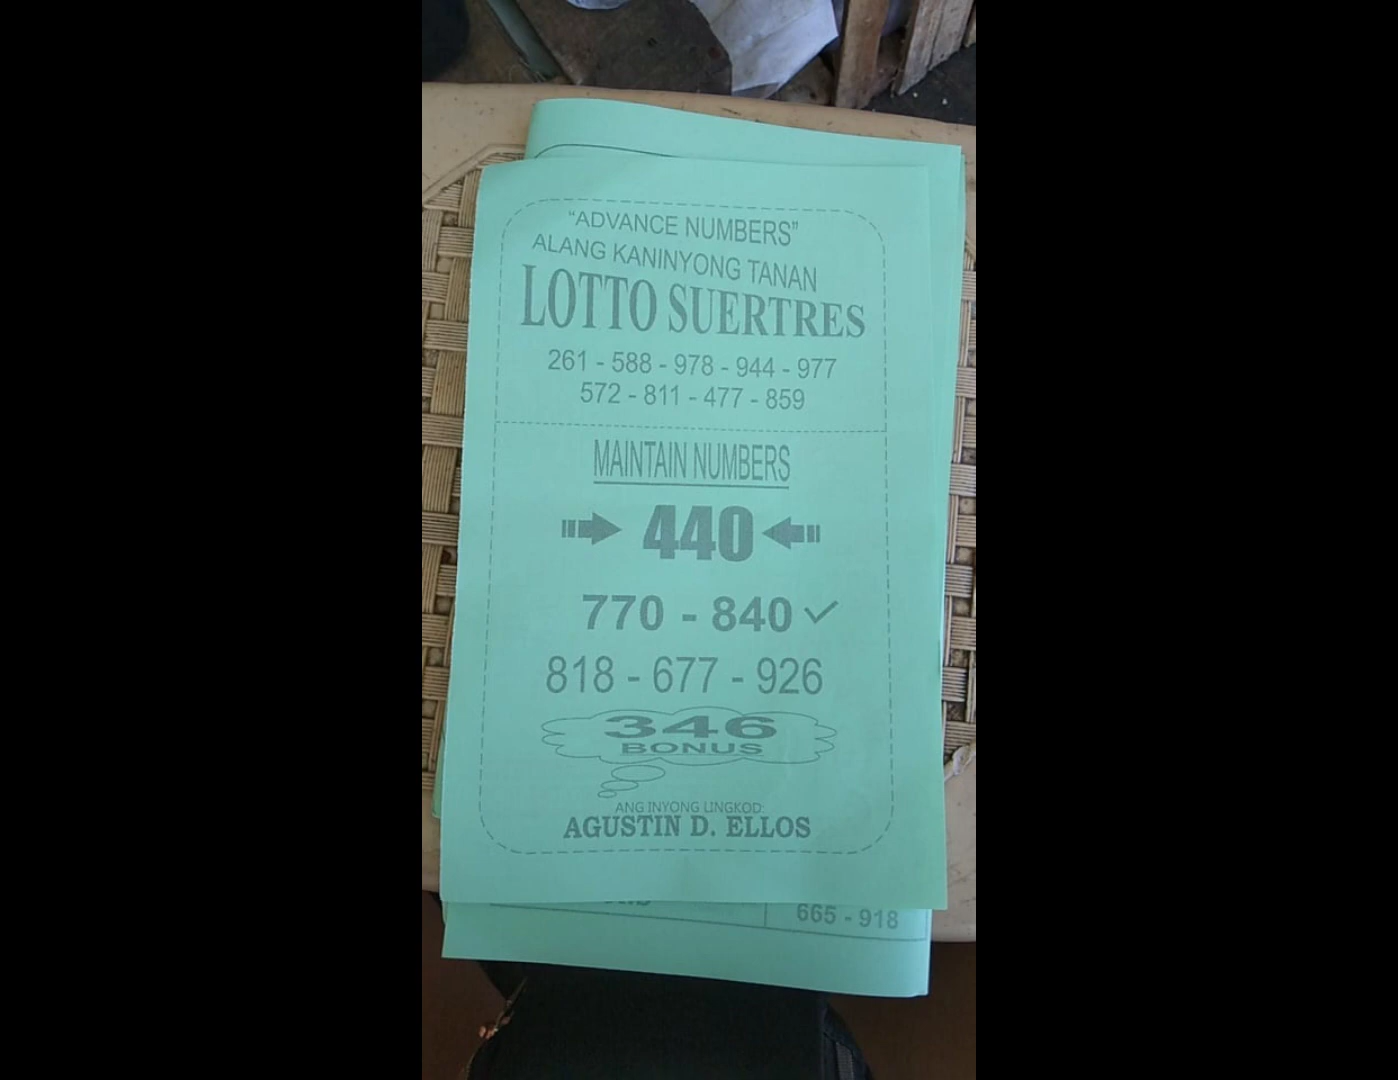 "ADVANCE NUMBERS"
ALANG KANINYONG TANAN
LOTTO SUERTRES
261 - 588 - 978 - 944 - 977
572 - 811 - 477 - 859
MAINTAIN NUMBERS
440
770 - 840
818 - 677 - 926
346
BONUS
ANG INYONG LINGKOD:
AGUSTIN D. ELLOS
665 - 918